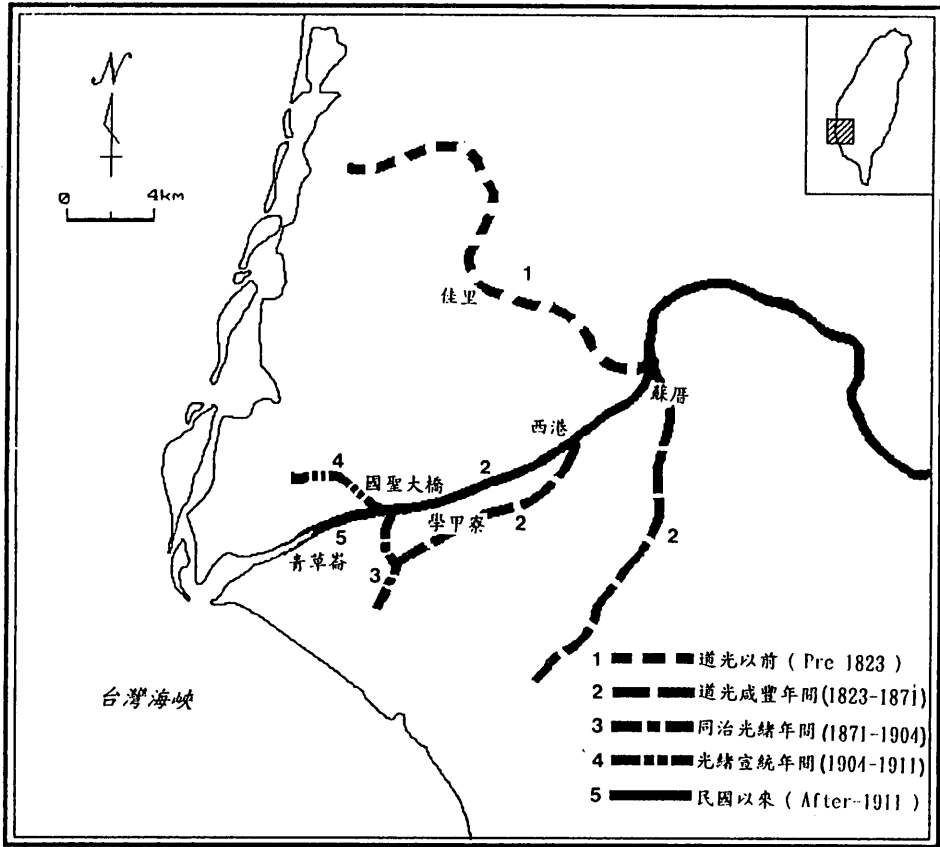 N
0 4km
1
佳里
蘇厝
西港
4
國聖大橋
2
學甲寮
2
5
青草崙
3
2
台灣海峽
1 道光以前 ( Pre 1823 )
2 道光咸豐年間(1823-1871)
3 同治光緒年間(1871-1904)
4 光緒宣統年間(1904-1911)
5 民國以來 ( After-1911 )